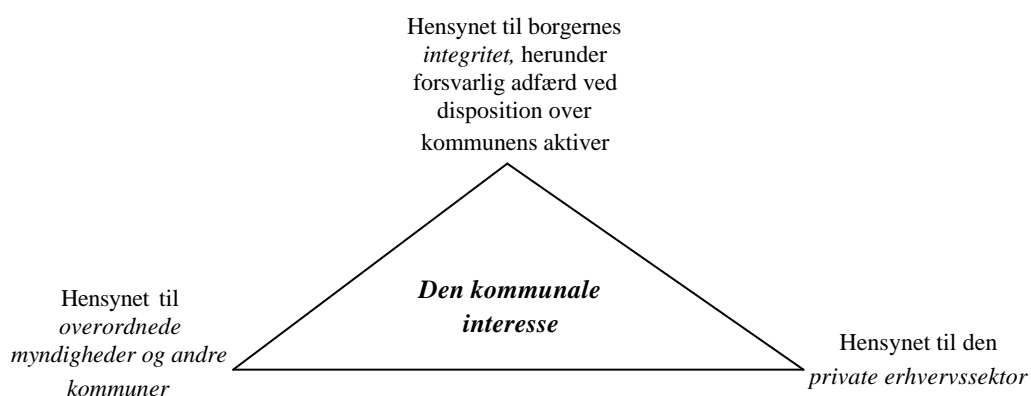 Hensynet til borgernes
integritet, herunder
forsvarlig adfærd ved
disposition over
kommunens aktiver
Den kommunale
interesse
Hensynet til
overordnede
myndigheder og andre
kommuner
Hensynet til den
private erhvervssektor